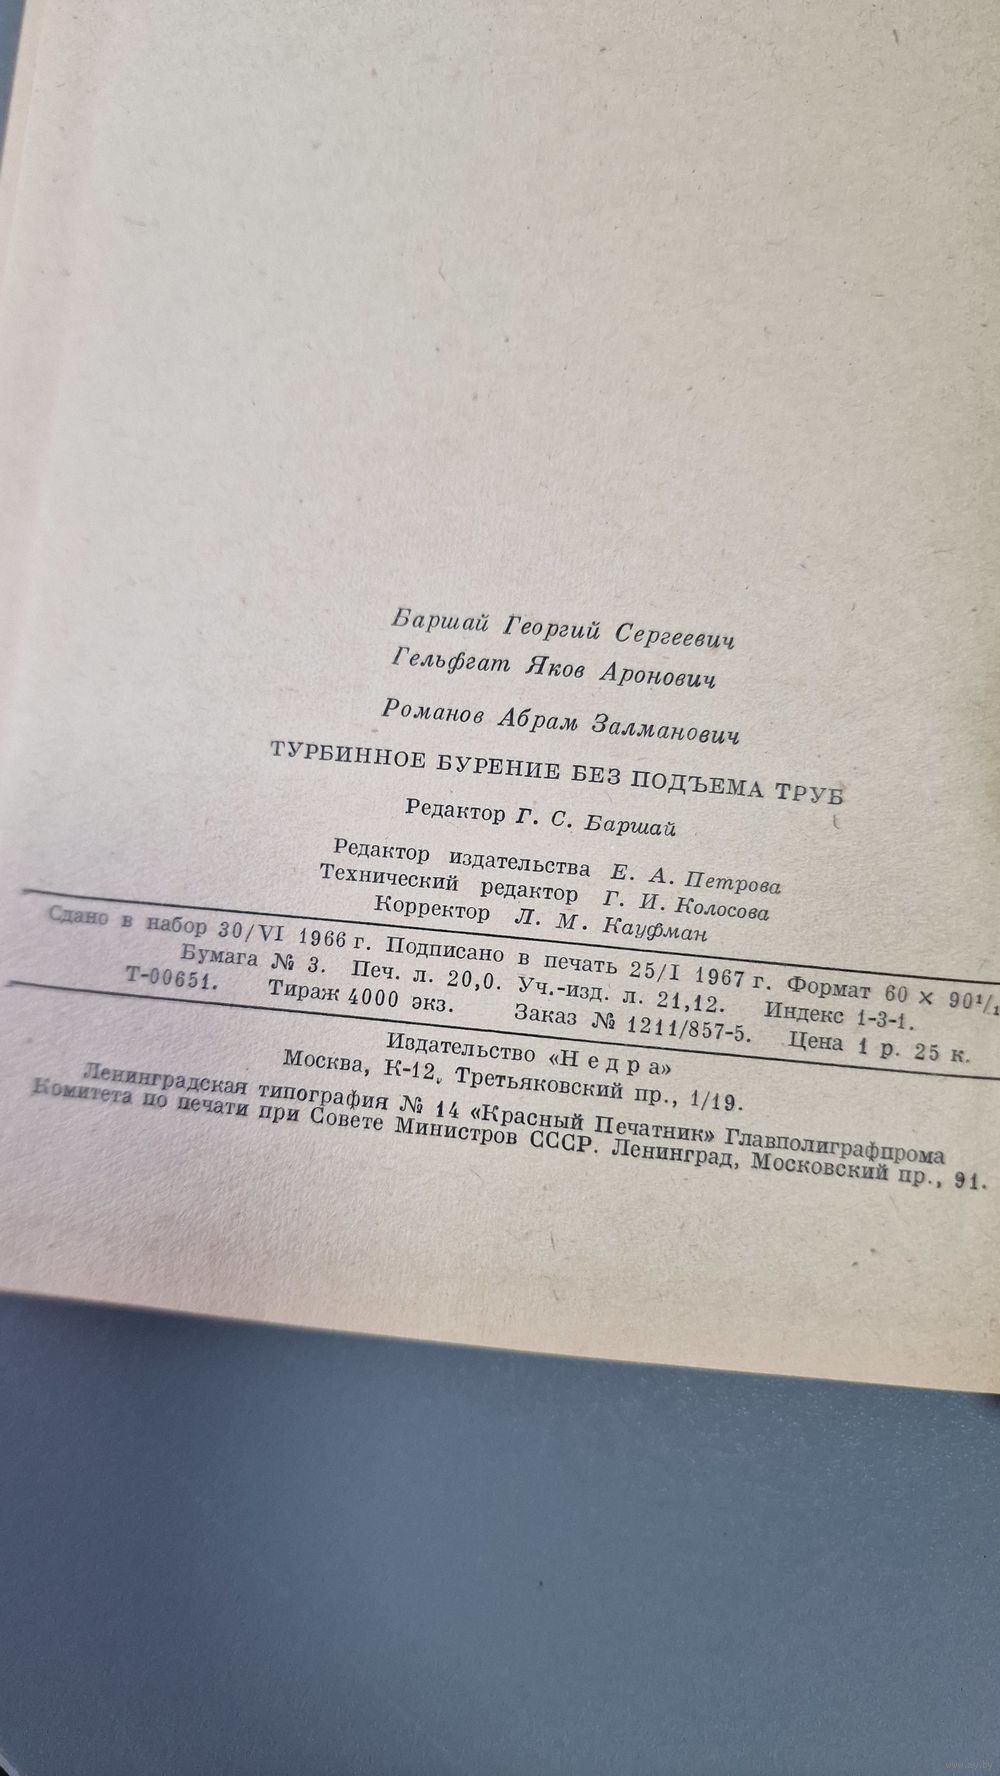 Баршай Георгий Сергеевич
Гельфгат Яков Аронович
Романов Абрам Залманович
ТУРБИННОЕ БУРЕНИЕ БЕЗ ПОДЪЕМА ТРУБ
Редактор Г. С. Баршай
Редактор издательства Е. А. Петрова
Технический редактор Г. И. Колосова
Корректор Л. М. Кауфман
Сдано в набор 30/VI 1966 г. Подписано в печать 25/I 1967 г. Формат 60 × 90¹/₁
Бумага № 3. Печ. л. 20,0. Уч.-изд. л. 21,12. Индекс 1-3-1.
Т-00651. Тираж 4000 экз. Заказ № 1211/857-5. Цена 1 р. 25 к.
Издательство «Недра»
Москва, К-12, Третьяковский пр., 1/19.
Ленинградская типография № 14 «Красный Печатник» Главполиграфпрома
Комитета по печати при Совете Министров СССР. Ленинград, Московский пр., 91.